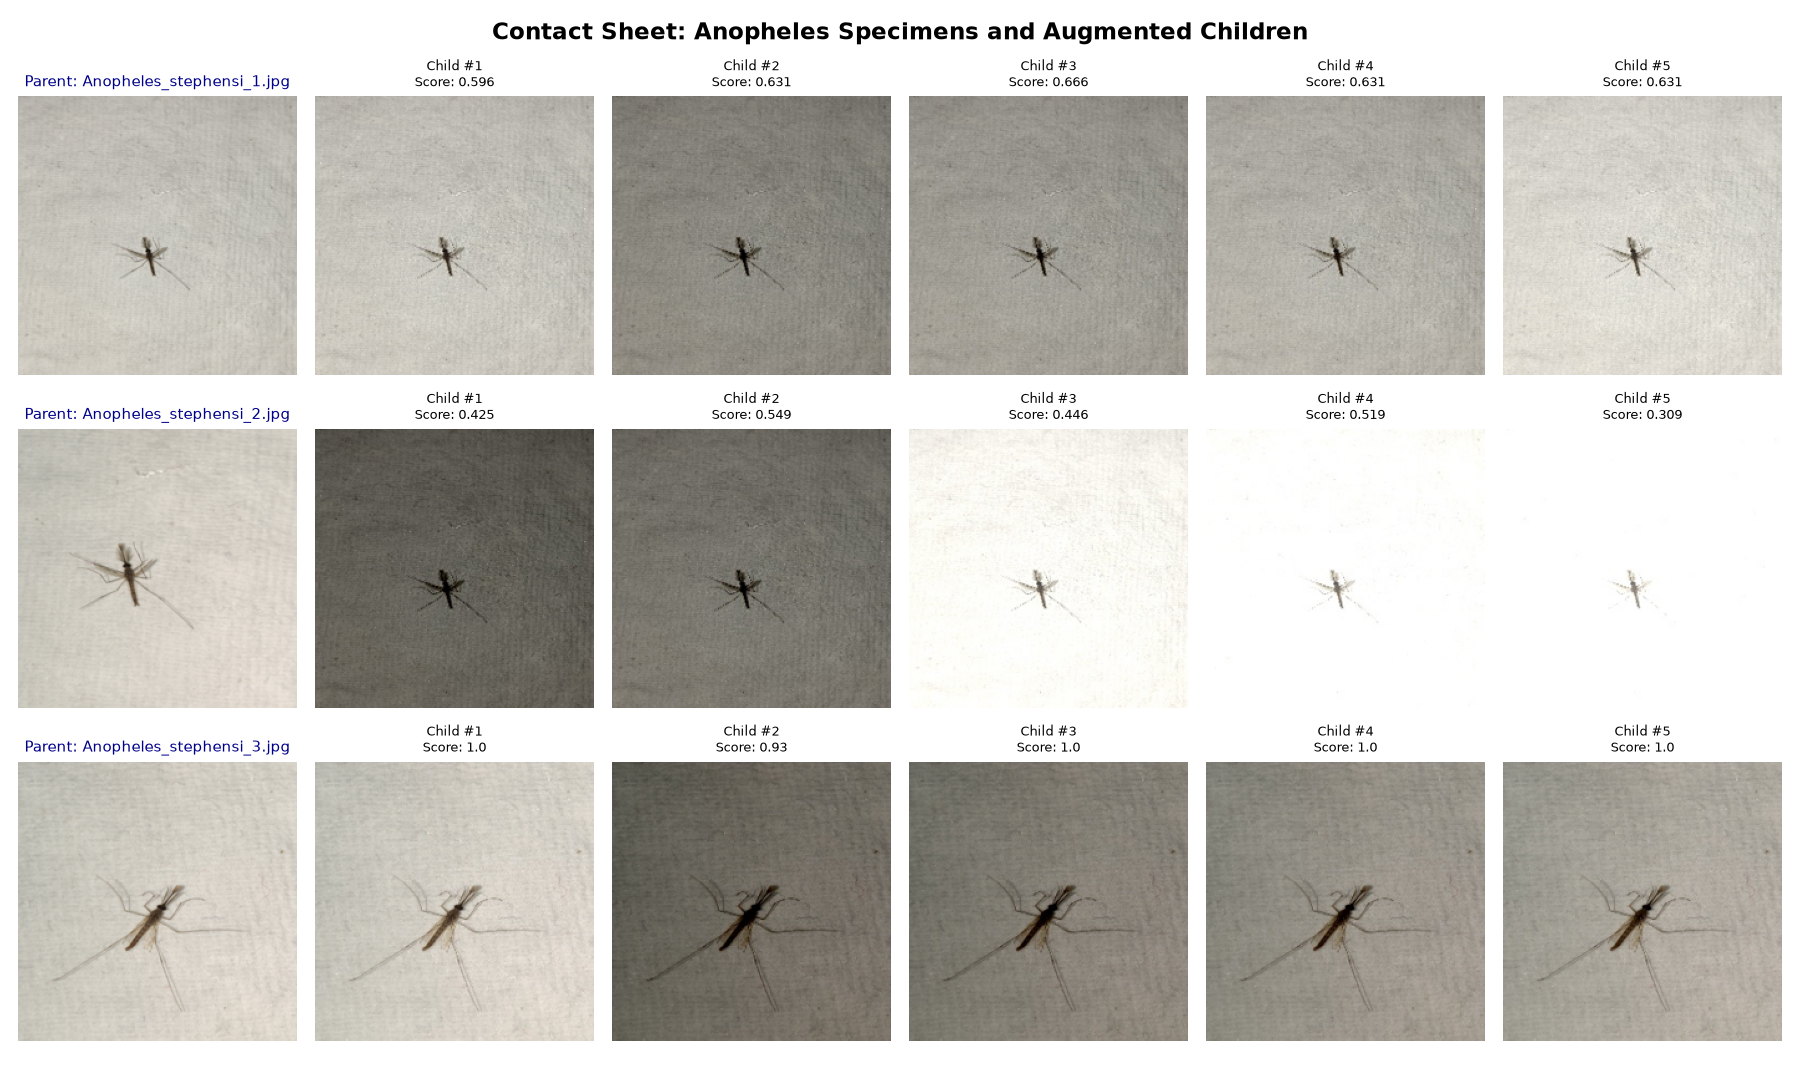 Contact Sheet: Anopheles Specimens and Augmented Children
Parent: Anopheles_stephensi_1.jpg
Child #1
Score: 0.596
Child #2
Score: 0.631
Child #3
Score: 0.666
Child #4
Score: 0.631
Child #5
Score: 0.631
Parent: Anopheles_stephensi_2.jpg
Child #1
Score: 0.425
Child #2
Score: 0.549
Child #3
Score: 0.446
Child #4
Score: 0.519
Child #5
Score: 0.309
Parent: Anopheles_stephensi_3.jpg
Child #1
Score: 1.0
Child #2
Score: 0.93
Child #3
Score: 1.0
Child #4
Score: 1.0
Child #5
Score: 1.0